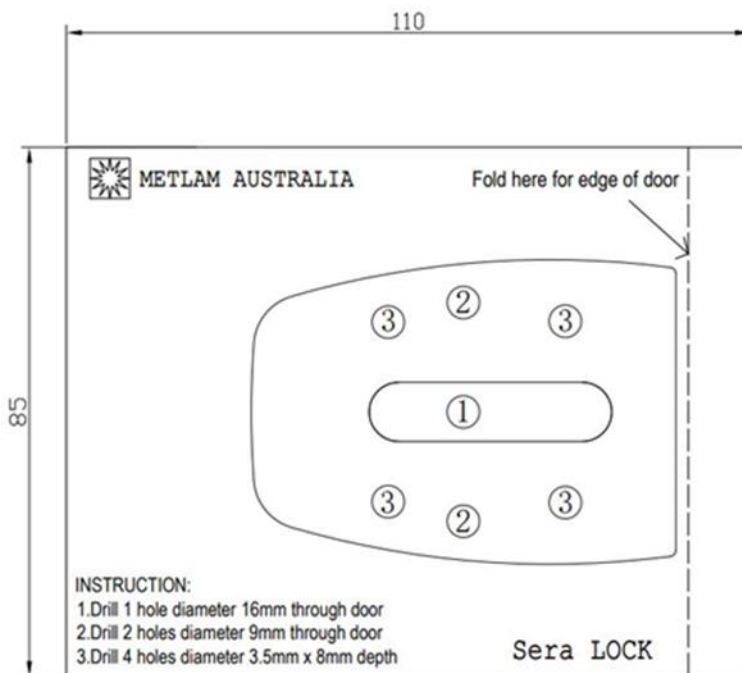 110
METLAM AUSTRALIA
Fold here for edge of door
85
③ ② ③
①
③ ② ③
INSTRUCTION:
1.Drill 1 hole diameter 16mm through door
2.Drill 2 holes diameter 9mm through door
3.Drill 4 holes diameter 3.5mm x 8mm depth
Sera LOCK